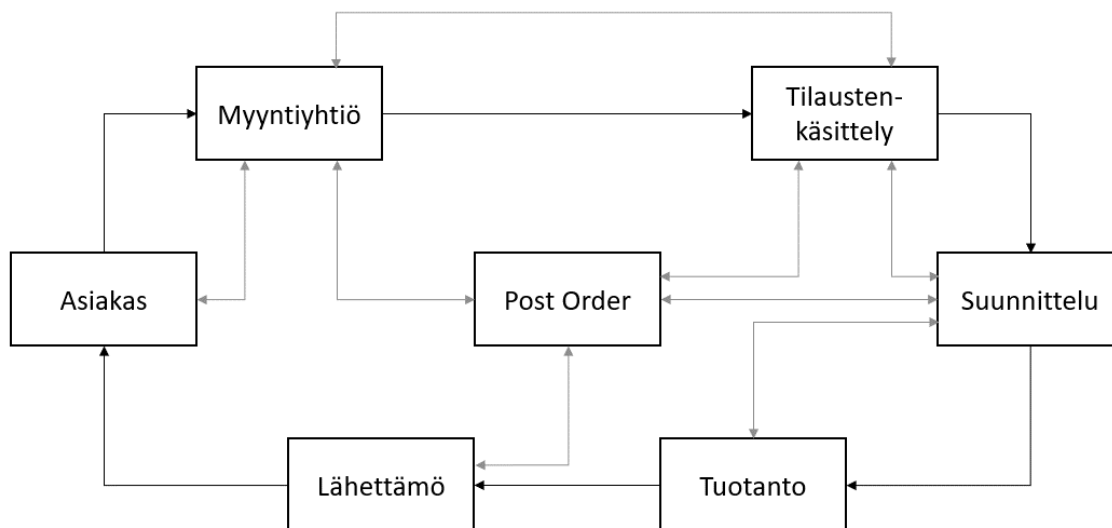 Myyntiyhtiö
Tilausten-
käsittely
Asiakas
Post Order
Suunnittelu
Lähettämö
Tuotanto